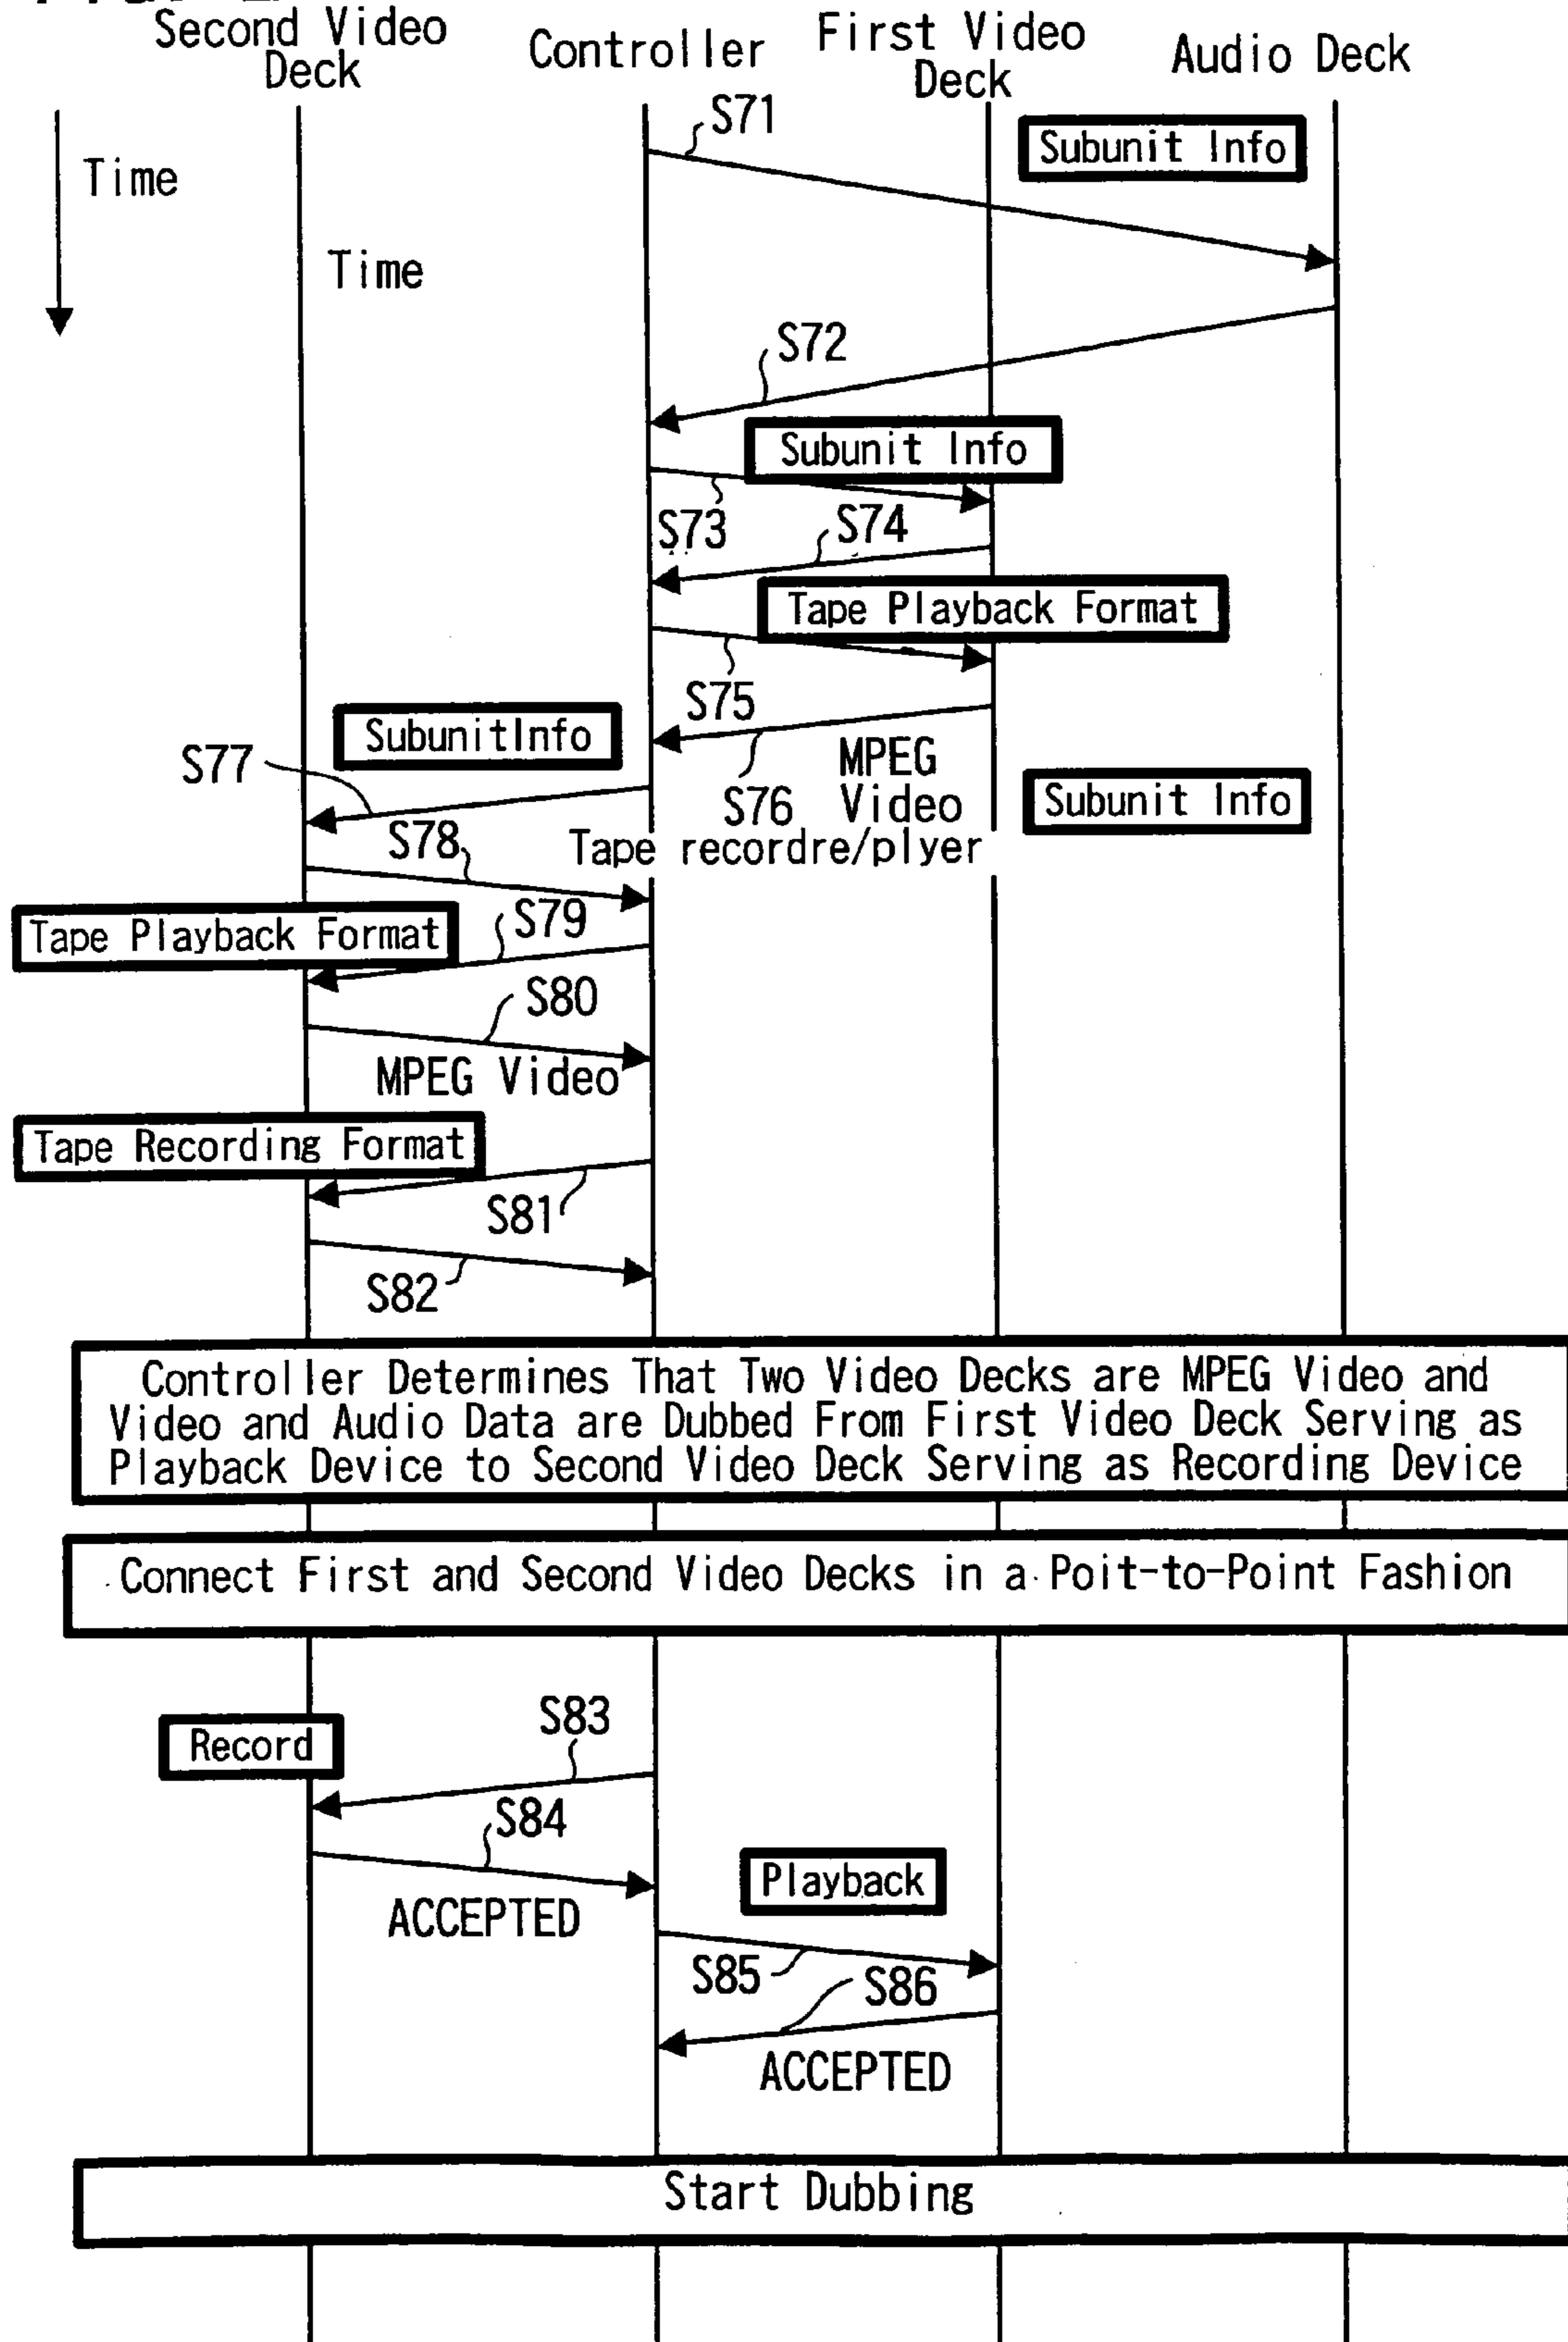 Second Video
Deck
Controller
First Video
Deck
Audio Deck
S71
Subunit Info
Time
Time
S72
Subunit Info
S73
S74
Tape Playback Format
S75
SubunitInfo
S77
MPEG
S76 Video
Subunit Info
S78
Tape recordre/plyer
Tape Playback Format
S79
S80
MPEG Video
Tape Recording Format
S81
S82
Controller Determines That Two Video Decks are MPEG Video and
Video and Audio Data are Dubbed From First Video Deck Serving as
Playback Device to Second Video Deck Serving as Recording Device
Connect First and Second Video Decks in a Poit-to-Point Fashion
S83
Record
S84
Playback
ACCEPTED
S85
S86
ACCEPTED
Start Dubbing